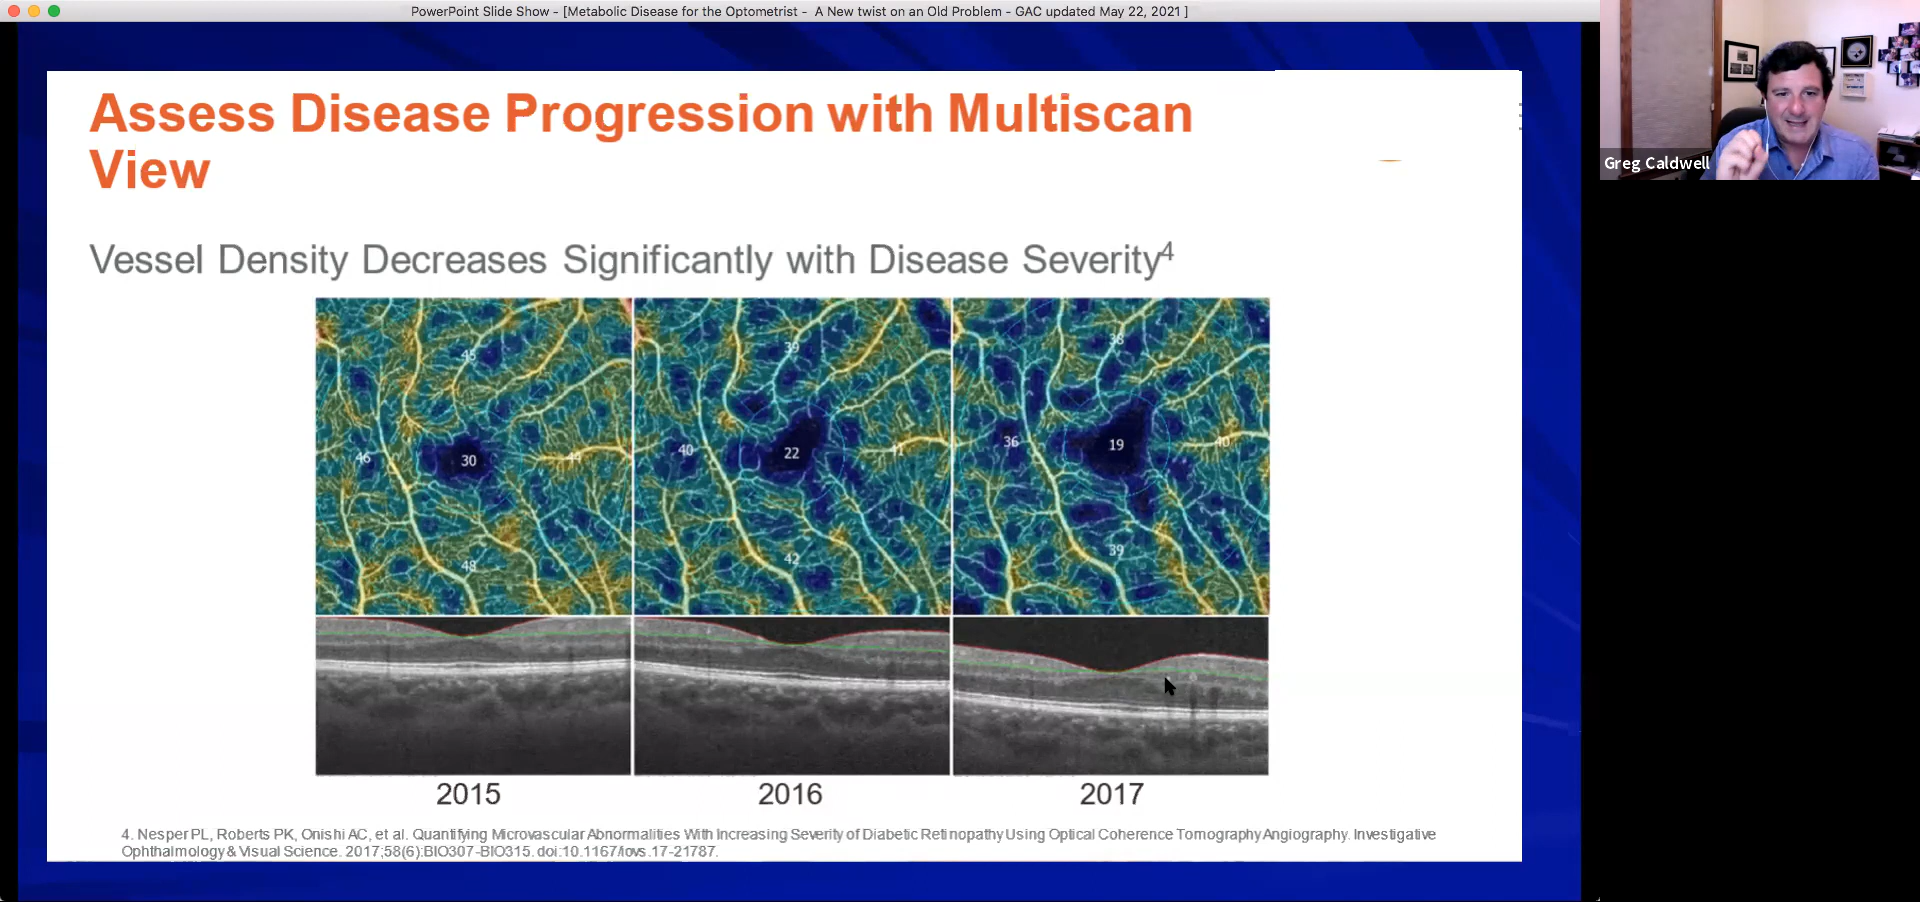 PowerPoint Slide Show - [Metabolic Disease for the Optometrist - A New twist on an Old Problem - GAC updated May 22, 2021 ]
Greg Caldwell
Assess Disease Progression with Multiscan
View
Vessel Density Decreases Significantly with Disease Severity4
45
46
30
44
48
39
40
22
41
42
38
36
19
40
39
2015
2016
2017
4. Nesper PL, Roberts PK, Onishi AC, et al. Quantifying Microvascular Abnormalities With Increasing Severity of Diabetic Retinopathy Using Optical Coherence Tomography Angiography. Investigative
Ophthalmology & Visual Science. 2017;58(6):BIO307-BIO315. doi:10.1167/iovs.17-21787.